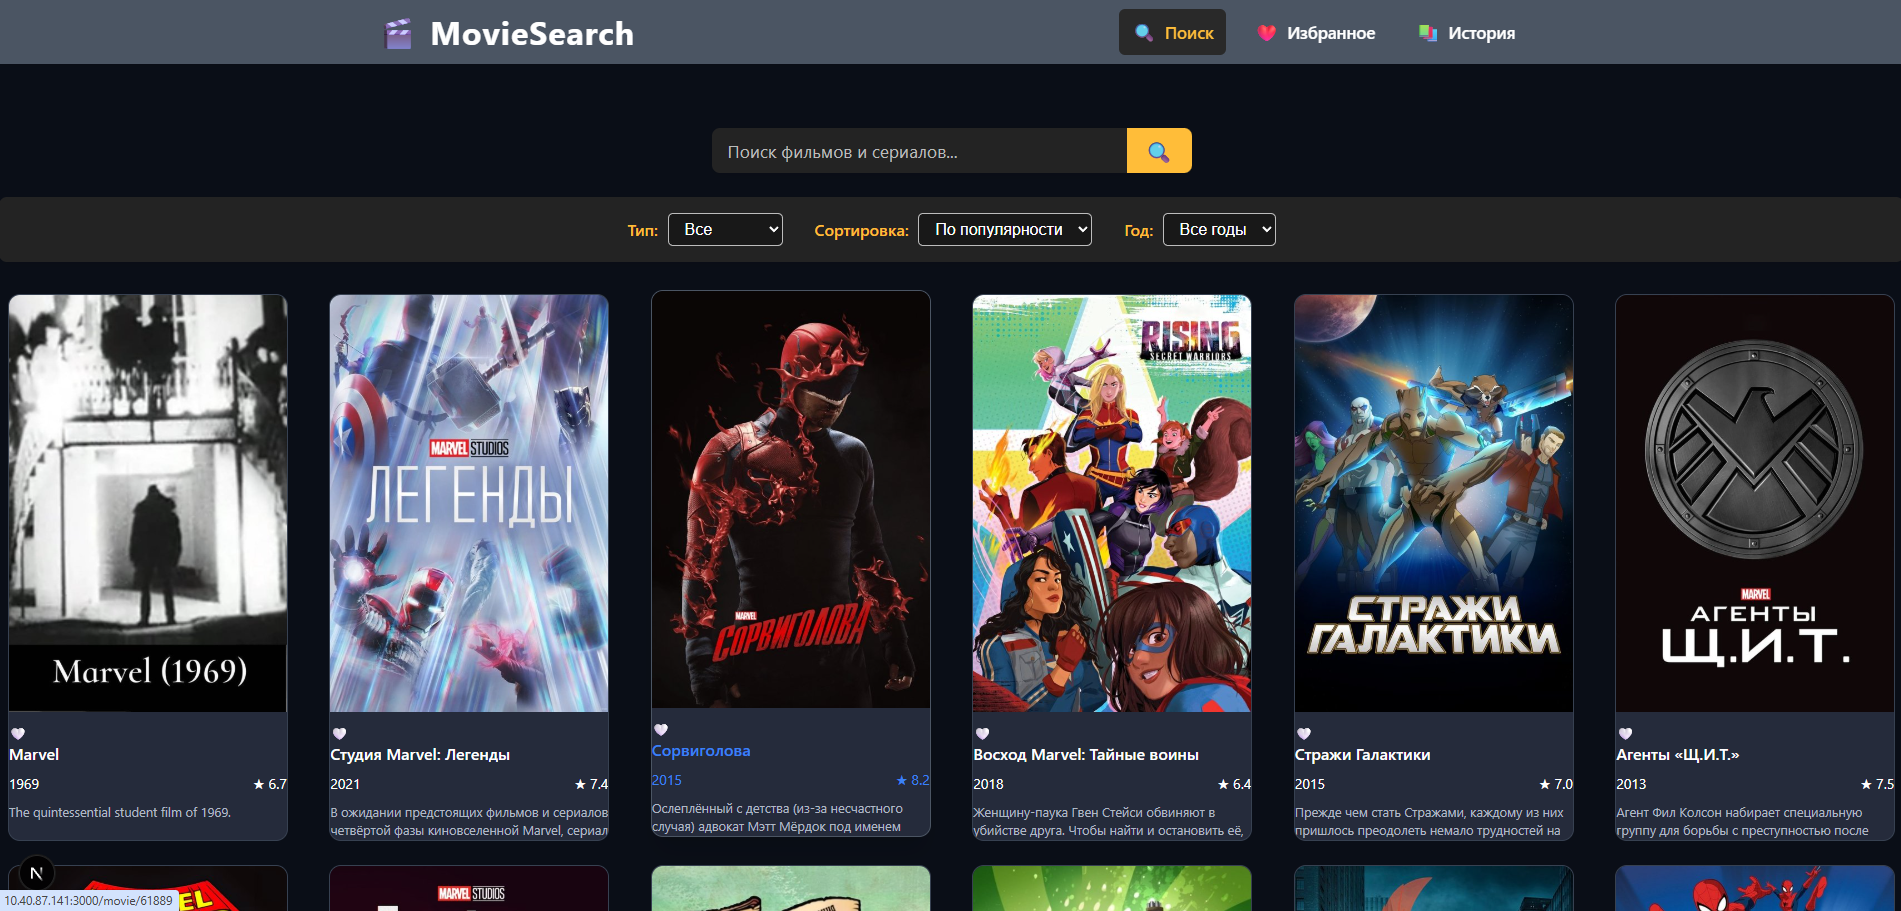 MovieSearch
Поиск
Избранное
История
Поиск фильмов и сериалов...
Тип: Все
Сортировка: По популярности
Год: Все годы
Marvel (1969)
MARVEL STUDIOS
ЛЕГЕНДЫ
MARVEL
СОРВИГОЛОВА
RISING
SECRET WARRIORS
СТРАЖИ
ГАЛАКТИКИ
MARVEL
АГЕНТЫ
Щ.И.Т.
Marvel
1969 ★ 6.7
The quintessential student film of 1969.
Студия Marvel: Легенды
2021 ★ 7.4
В ожидании предстоящих фильмов и сериалов
четвёртой фазы киновселенной Marvel, сериал
Сорвиголова
2015 ★ 8.2
Ослеплённый с детства (из-за несчастного
случая) адвокат Мэтт Мёрдок под именем
Восход Marvel: Тайные воины
2018 ★ 6.4
Женщину-паука Гвен Стейси обвиняют в
убийстве друга. Чтобы найти и остановить её,
Стражи Галактики
2015 ★ 7.0
Прежде чем стать Стражами, каждому из них
пришлось преодолеть немало трудностей на
Агенты «Щ.И.Т.»
2013 ★ 7.5
Агент Фил Колсон набирает специальную
группу для борьбы с преступностью после
N
MARVEL STUDIOS
10.40.87.141:3000/movie/61889